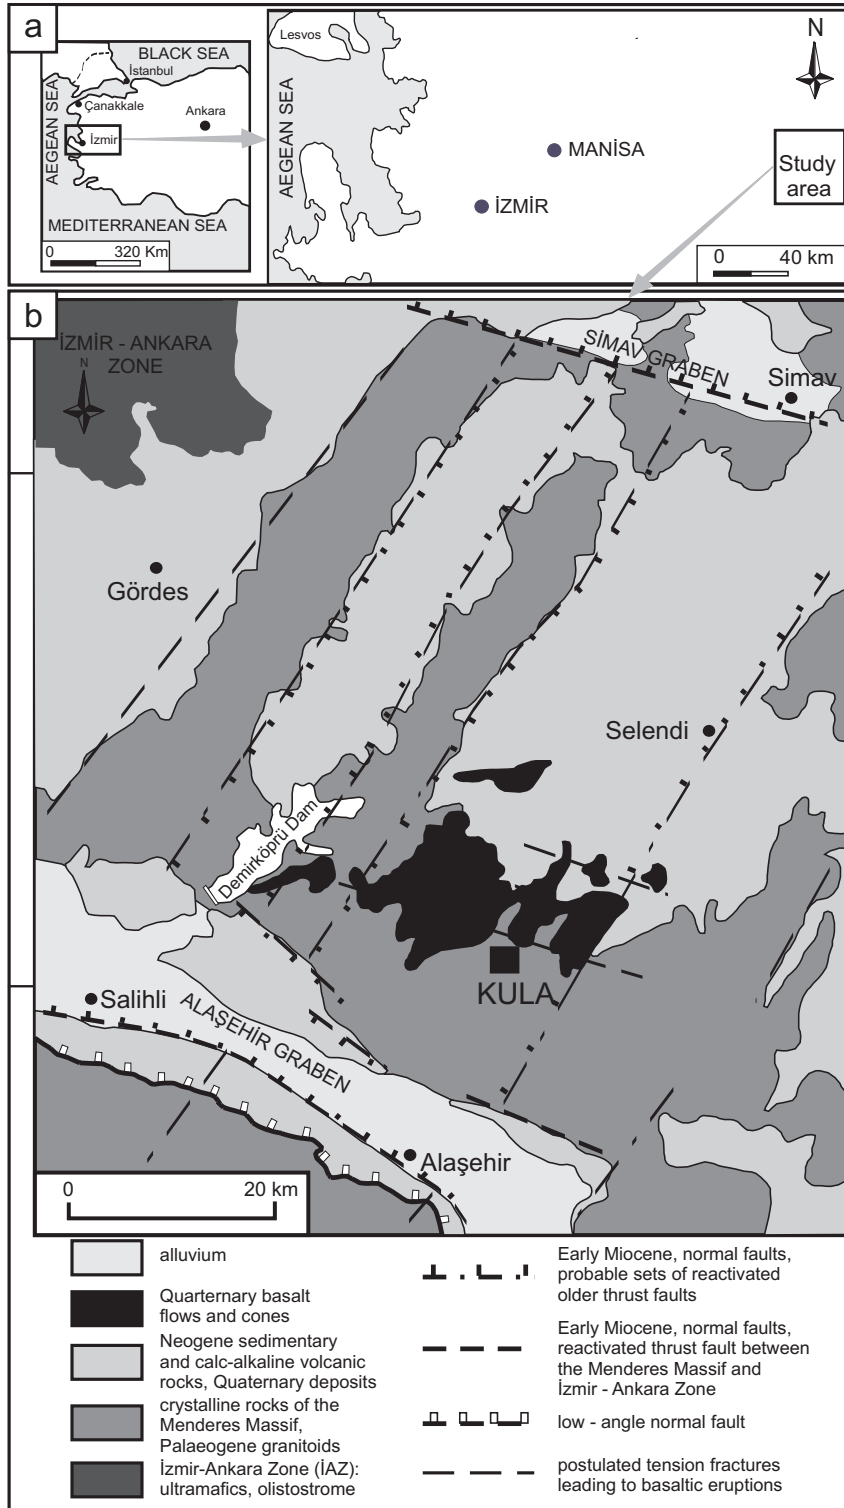 a
BLACK SEA
İstanbul
Çanakkale
Ankara
İzmir
AEGEAN SEA
MEDITERRANEAN SEA
0 320 Km
Lesvos
AEGEAN SEA
MANİSA
İZMİR
N
Study
area
0 40 km
b
İZMİR - ANKARA
ZONE
N
SİMAV GRABEN
Simav
Gördes
Selendi
Demirköprü Dam
KULA
Salihli
ALAŞEHİR GRABEN
Alaşehir
0 20 km
alluvium
Quarternary basalt
flows and cones
Neogene sedimentary
and calc-alkaline volcanic
rocks, Quaternary deposits
crystalline rocks of the
Menderes Massif,
Palaeogene granitoids
İzmir-Ankara Zone (İAZ):
ultramafics, olistostrome
Early Miocene, normal faults,
probable sets of reactivated
older thrust faults
Early Miocene, normal faults,
reactivated thrust fault between
the Menderes Massif and
İzmir - Ankara Zone
low - angle normal fault
postulated tension fractures
leading to basaltic eruptions